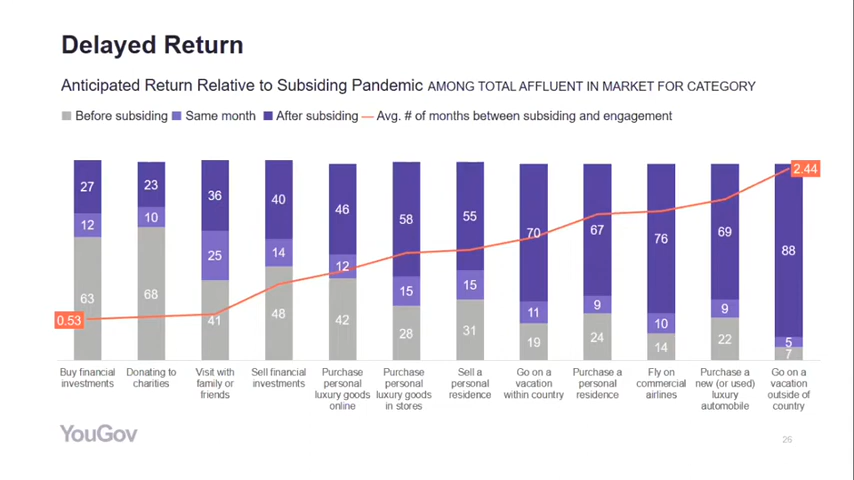 Delayed Return
Anticipated Return Relative to Subsiding Pandemic AMONG TOTAL AFFLUENT IN MARKET FOR CATEGORY
Before subsiding Same month After subsiding Avg. # of months between subsiding and engagement
27 23 36 40 46 58 55 70 67 76 69 88
12 10 25 14 12 15 15 11 9 10 9 5
63 68 41 48 42 28 31 19 24 14 22 7
0.53
2.44
Buy financial
investments
Donating to
charities
Visit with
family or
friends
Sell financial
investments
Purchase
personal
luxury goods
online
Purchase
personal
luxury goods
in stores
Sell a
personal
residence
Go on a
vacation
within country
Purchase a
personal
residence
Fly on
commercial
airlines
Purchase a
new (or used)
luxury
automobile
Go on a
vacation
outside of
country
YouGov
26